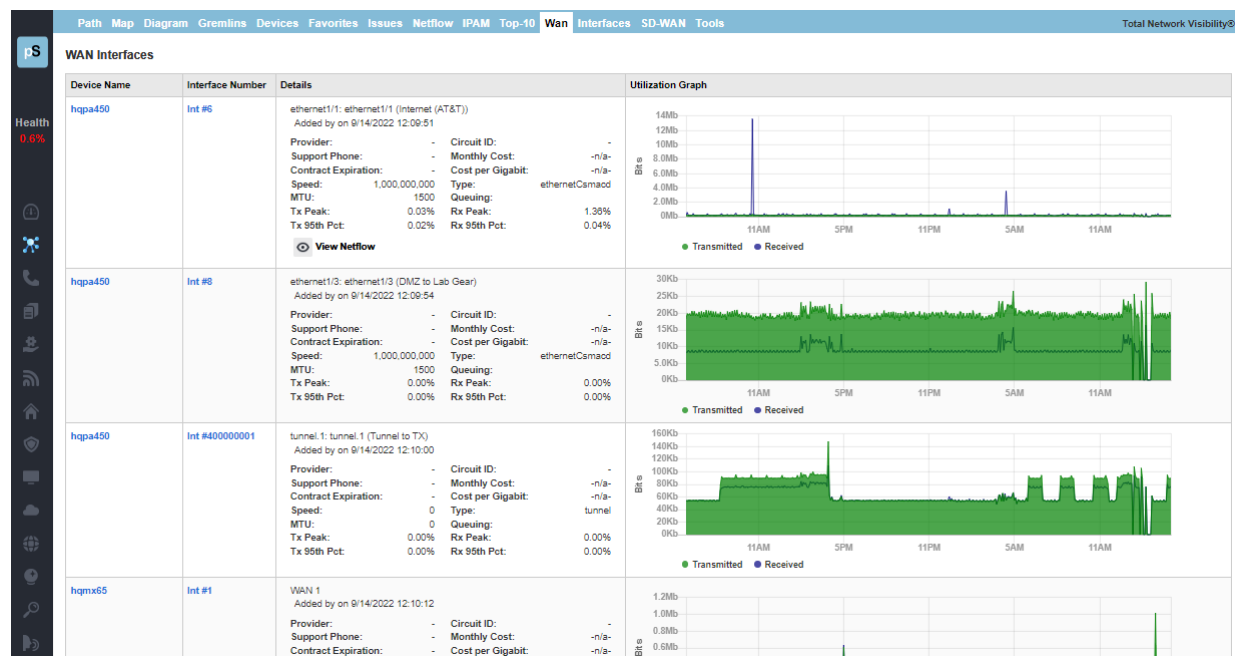 Path Map Diagram Gremlins Devices Favorites Issues Netflow IPAM Top-10 Wan Interfaces SD-WAN Tools
Total Network Visibility®
pS
Health
0.6%
WAN Interfaces
Device Name Interface Number Details Utilization Graph
hqpa450 Int #6 ethernet1/1: ethernet1/1 (Internet (AT&T))
Added by on 9/14/2022 12:09:51
Provider: - Circuit ID: -
Support Phone: - Monthly Cost: -n/a-
Contract Expiration: - Cost per Gigabit: -n/a-
Speed: 1,000,000,000 Type: ethernetCsmacd
MTU: 1500 Queuing:
Tx Peak: 0.03% Rx Peak: 1.36%
Tx 95th Pct: 0.02% Rx 95th Pct: 0.04%
View Netflow
14Mb
12Mb
10Mb
8.0Mb
6.0Mb
4.0Mb
2.0Mb
0Mb
Bits
11AM 5PM 11PM 5AM 11AM
Transmitted Received
hqpa450 Int #8 ethernet1/3: ethernet1/3 (DMZ to Lab Gear)
Added by on 9/14/2022 12:09:54
Provider: - Circuit ID: -
Support Phone: - Monthly Cost: -n/a-
Contract Expiration: - Cost per Gigabit: -n/a-
Speed: 1,000,000,000 Type: ethernetCsmacd
MTU: 1500 Queuing:
Tx Peak: 0.00% Rx Peak: 0.00%
Tx 95th Pct: 0.00% Rx 95th Pct: 0.00%
30Kb
25Kb
20Kb
15Kb
10Kb
5.0Kb
0Kb
Bits
11AM 5PM 11PM 5AM 11AM
Transmitted Received
hqpa450 Int #400000001 tunnel.1: tunnel.1 (Tunnel to TX)
Added by on 9/14/2022 12:10:00
Provider: - Circuit ID: -
Support Phone: - Monthly Cost: -n/a-
Contract Expiration: - Cost per Gigabit: -n/a-
Speed: 0 Type: tunnel
MTU: 0 Queuing:
Tx Peak: 0.00% Rx Peak: 0.00%
Tx 95th Pct: 0.00% Rx 95th Pct: 0.00%
160Kb
140Kb
120Kb
100Kb
80Kb
60Kb
40Kb
20Kb
0Kb
Bits
11AM 5PM 11PM 5AM 11AM
Transmitted Received
hqmx65 Int #1 WAN 1
Added by on 9/14/2022 12:10:12
Provider: - Circuit ID: -
Support Phone: - Monthly Cost: -n/a-
Contract Expiration: - Cost per Gigabit: -n/a-
1.2Mb
1.0Mb
0.8Mb
0.6Mb
Bits